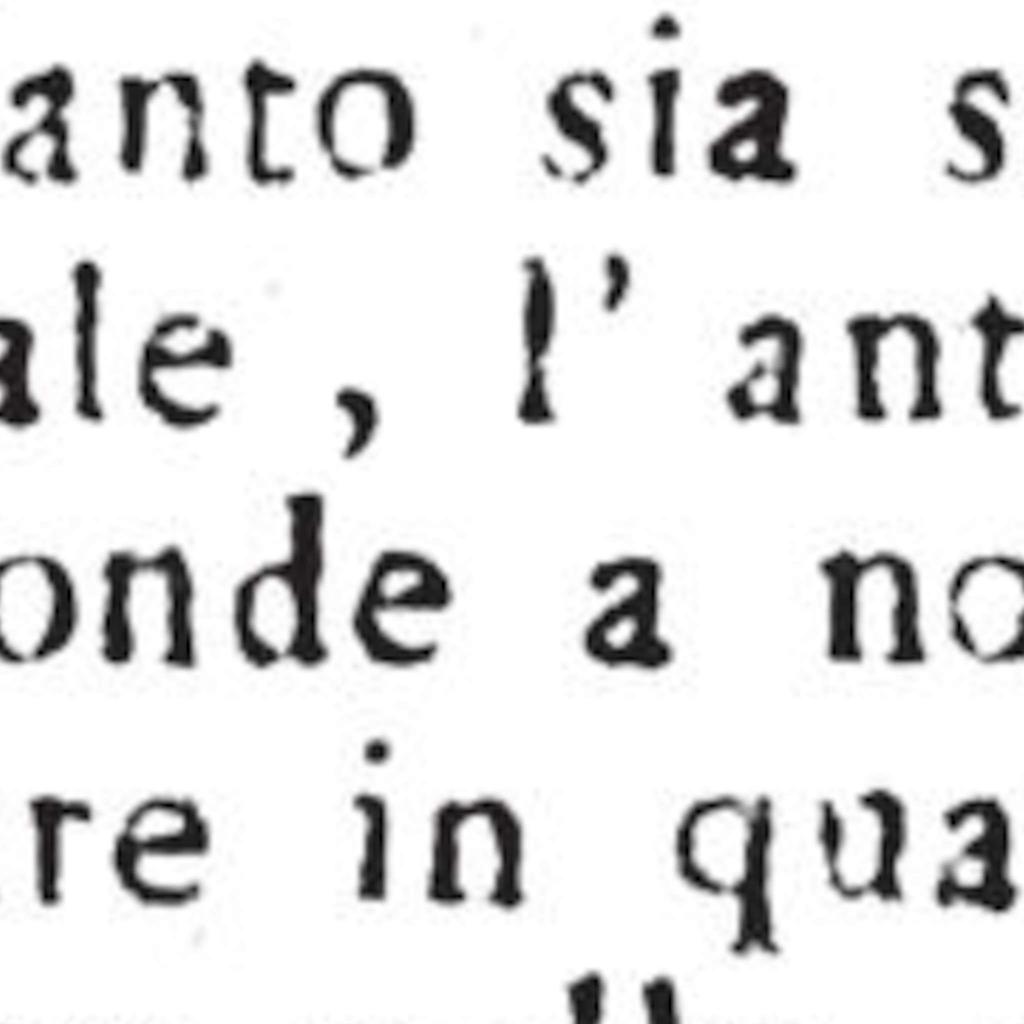 anto sia s
ale , l' ant
onde a no
re in qua